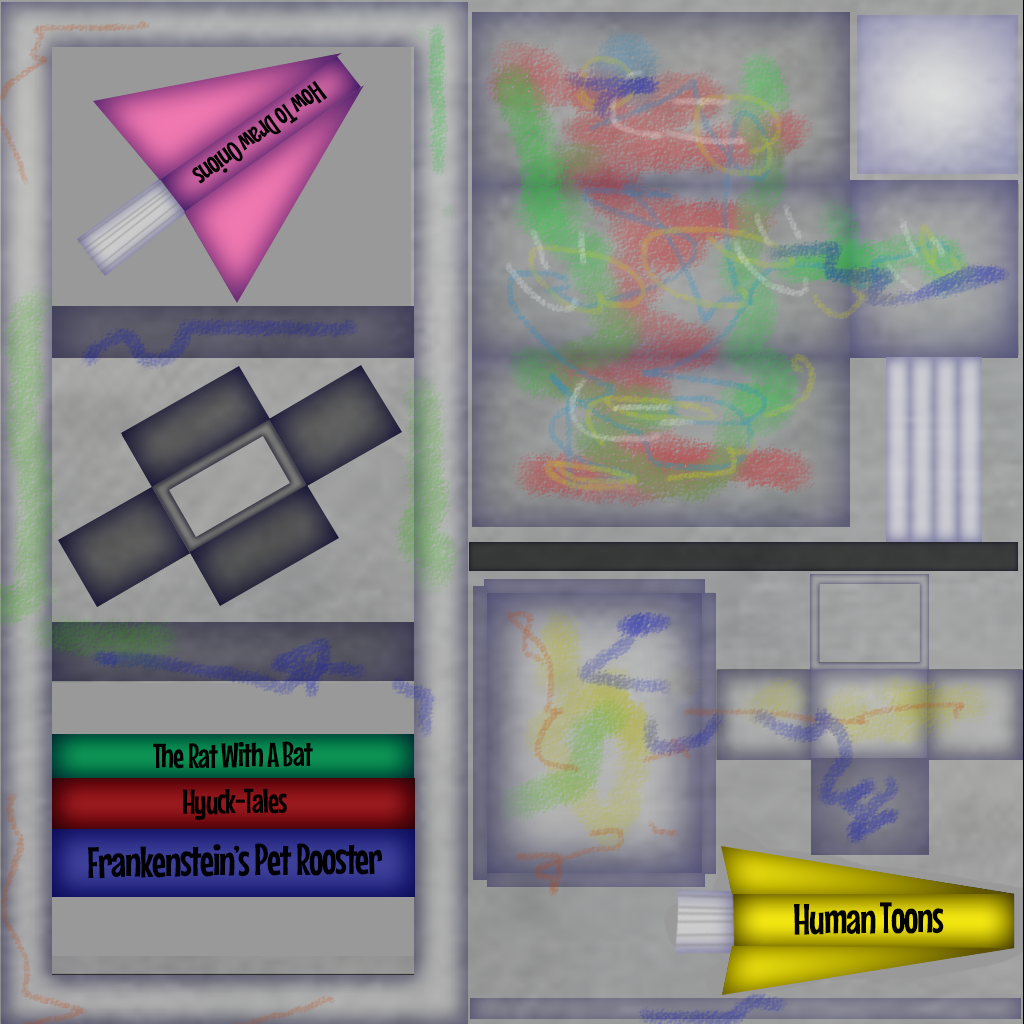 How To Draw Onions
The Rat With A Bat
Hyuck-Tales
Frankenstein's Pet Rooster
Human Toons